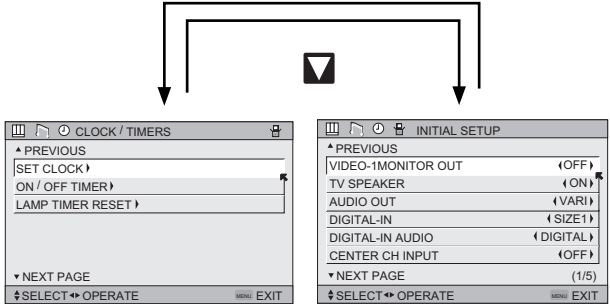 CLOCK / TIMERS
▲ PREVIOUS
SET CLOCK
ON / OFF TIMER
LAMP TIMER RESET
▼ NEXT PAGE
SELECT OPERATE MENU EXIT
INITIAL SETUP
▲ PREVIOUS
VIDEO-1MONITOR OUT (OFF)
TV SPEAKER (ON)
AUDIO OUT (VARI)
DIGITAL-IN (SIZE1)
DIGITAL-IN AUDIO (DIGITAL)
CENTER CH INPUT (OFF)
▼ NEXT PAGE (1/5)
SELECT OPERATE MENU EXIT